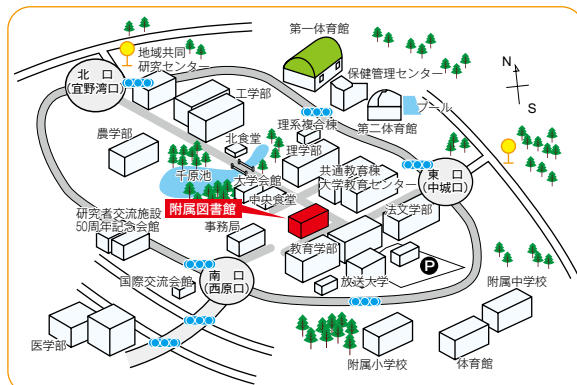 第一体育館
地域共同
研究センター
北 口
(宜野湾口)
保健管理センター
N
S
工学部
プール
理系複合棟
第二体育館
北食堂
農学部
理学部
東 口
(中城口)
千原池
大学会館
共通教育棟
大学教育センター
中央食堂
附属図書館
法文学部
研究者交流施設
50周年記念会館
事務局
教育学部
南 口
(西原口)
国際交流会館
放送大学
P
附属中学校
医学部
附属小学校
体育館